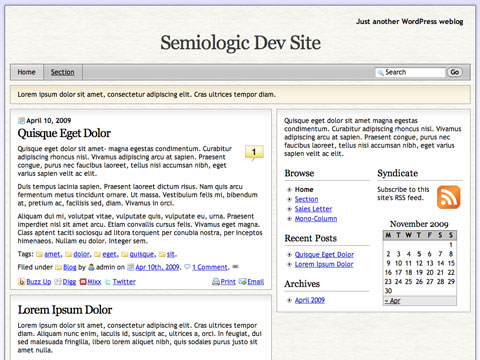 Just another WordPress weblog
Semiologic Dev Site
Home Section Search Go
Lorem ipsum dolor sit amet, consectetur adipiscing elit. Cras ultrices tempor diam.
April 10, 2009
Quisque Eget Dolor
1
Quisque eget dolor sit amet- magna egestas condimentum. Curabitur
adipiscing rhoncus nisl. Vivamus adipiscing arcu at sapien. Praesent
congue, purus nec faucibus laoreet, tellus nisi accumsan nibh, eget
varius sapien velit ac elit.
Duis tempus lacinia sapien. Praesent laoreet dictum risus. Nam quis arcu
fermentum metus tincidunt ornare. Ut massa. Vestibulum felis mi, bibendum
at, pretium ac, facilisis sed, diam. Vivamus in orci.
Aliquam dui mi, volutpat vitae, vulputate quis, vulputate eu, urna. Praesent
imperdiet nisi sit amet arcu. Etiam convallis cursus felis. Vivamus eget magna.
Class aptent taciti sociosqu ad litora torquent per conubia nostra, per inceptos
himenaeos. Nullam eu dolor. Integer sem.
Tags: amet, dolor, eget, quisque, sit.
Filed under Blog by admin on Apr 10th, 2009. 1 Comment.
Buzz Up Digg Mixx Twitter Print Email
Lorem Ipsum Dolor
Lorem ipsum dolor sit amet, consectetur adipiscing elit. Cras ultrices tempor
diam. Aliquam nunc enim, iaculis id, suscipit ac, ultrices a, orci. In feugiat, dui
sed malesuada fringilla, libero lorem aliquet nibh, quis sodales purus justo sit
amet nulla.
Quisque eget dolor sit amet magna egestas
condimentum. Curabitur adipiscing rhoncus nisl. Vivamus
adipiscing arcu at sapien. Praesent congue, purus nec
faucibus laoreet, tellus nisi accumsan nibh, eget varius
sapien velit ac elit.
Browse
Home
Section
Sales Letter
Mono-Column
Recent Posts
Quisque Eget Dolor
Lorem Ipsum Dolor
Archives
April 2009
Syndicate
Subscribe to this
site's RSS feed.
November 2009
M T W T F S S
1
2 3 4 5 6 7 8
9 10 11 12 13 14 15
16 17 18 19 20 21 22
23 24 25 26 27 28 29
30
« Apr